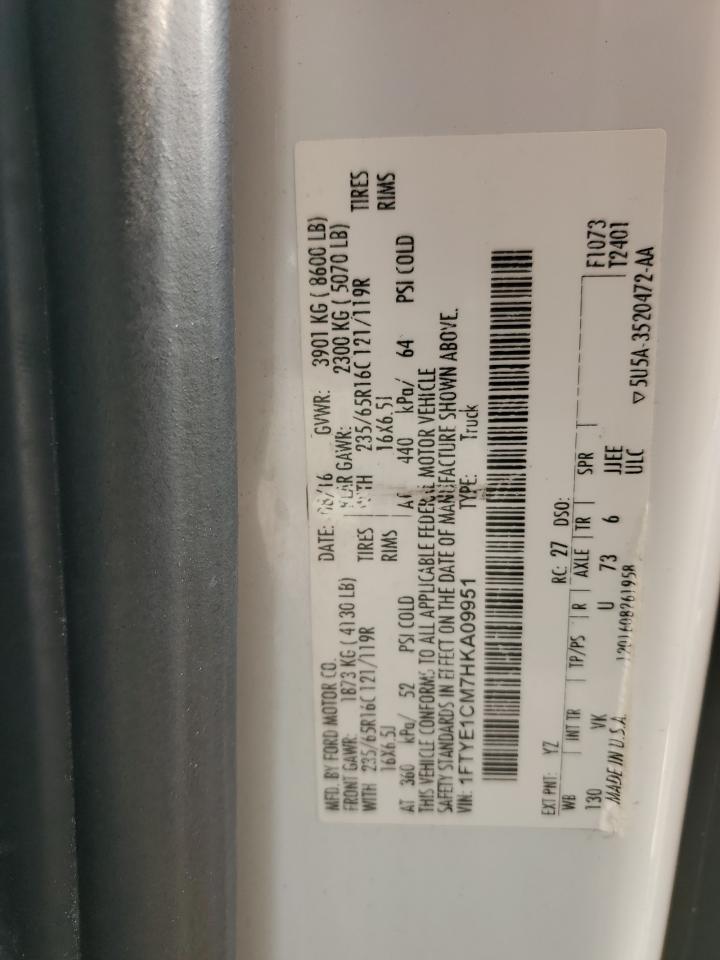 MFD. BY FORD MOTOR CO. DATE: /16 GVWR: 3901 KG ( 8600 LB)
FRONT GAWR: 1873 KG ( 4130 LB) GAWR: 2300 KG ( 5070 LB)
WITH 235/65R16C 121/119R TIRES 235/65R16C 121/119R TIRES
16X6.5J RIMS 16X6.5J RIMS
AT 360 kPa/ 52 PSI COLD 440 kPa/ 64 PSI COLD
THIS VEHICLE CONFORMS TO ALL APPLICABLE FEDERAL MOTOR VEHICLE
SAFETY STANDARDS IN EFFECT ON THE DATE OF MANUFACTURE SHOWN ABOVE.
VIN: 1FTYE1CM7HKA09951 TYPE: Truck
EXT PNT: YZ RC: 27 DSO:
WB INT TR TP/PS R AXLE TR SPR
130 VK U 73 6 JJEE F1073
MADE IN U.S.A. ULC T2401
▽5U5A-3520472-AA